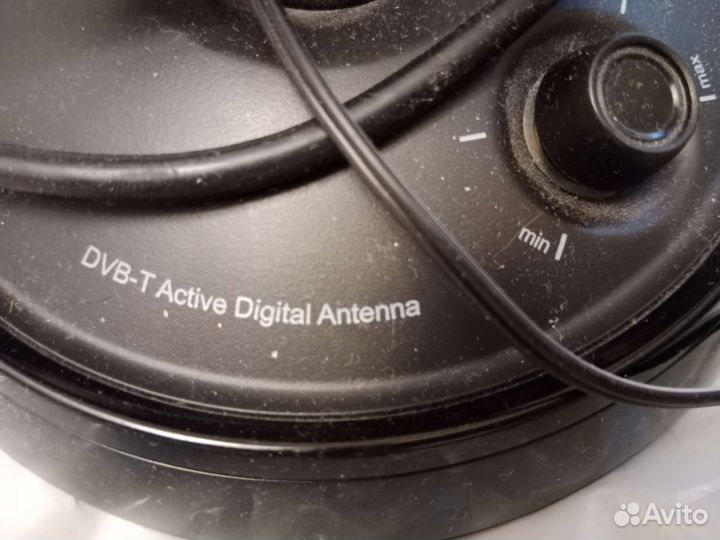 max
min
DVB-T Active Digital Antenna
Avito